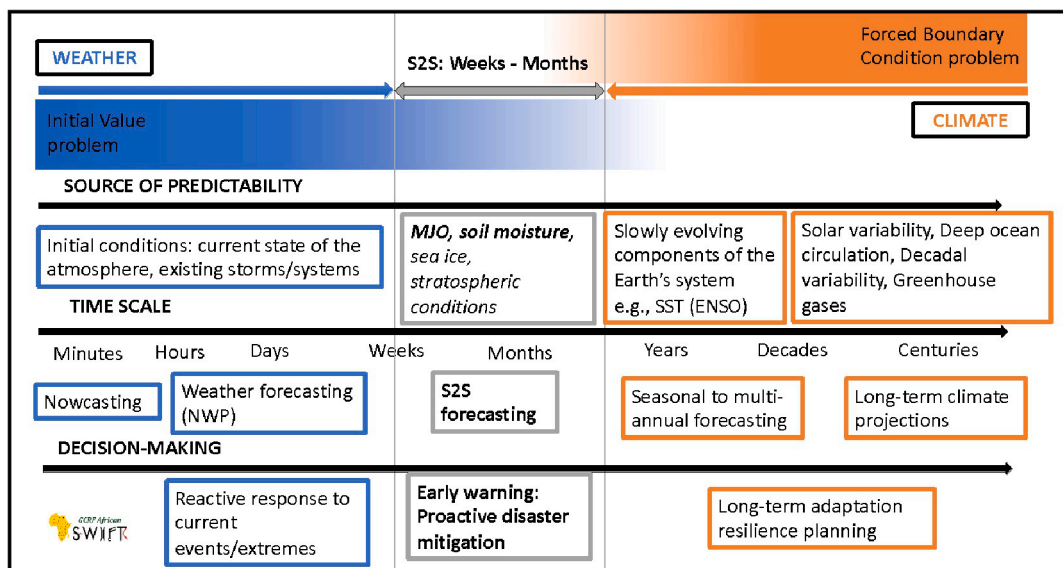 WEATHER
S2S: Weeks - Months
Forced Boundary
Condition problem
Initial Value
problem
CLIMATE
SOURCE OF PREDICTABILITY
Initial conditions: current state of the
atmosphere, existing storms/systems
MJO, soil moisture,
sea ice,
stratospheric
conditions
Slowly evolving
components of the
Earth's system
e.g., SST (ENSO)
Solar variability, Deep ocean
circulation, Decadal
variability, Greenhouse
gases
TIME SCALE
Minutes Hours Days Weeks Months Years Decades Centuries
Nowcasting
Weather forecasting
(NWP)
S2S
forecasting
Seasonal to multi-
annual forecasting
Long-term climate
projections
DECISION-MAKING
GCRF African
SWIFT
Reactive response to
current
events/extremes
Early warning:
Proactive disaster
mitigation
Long-term adaptation
resilience planning